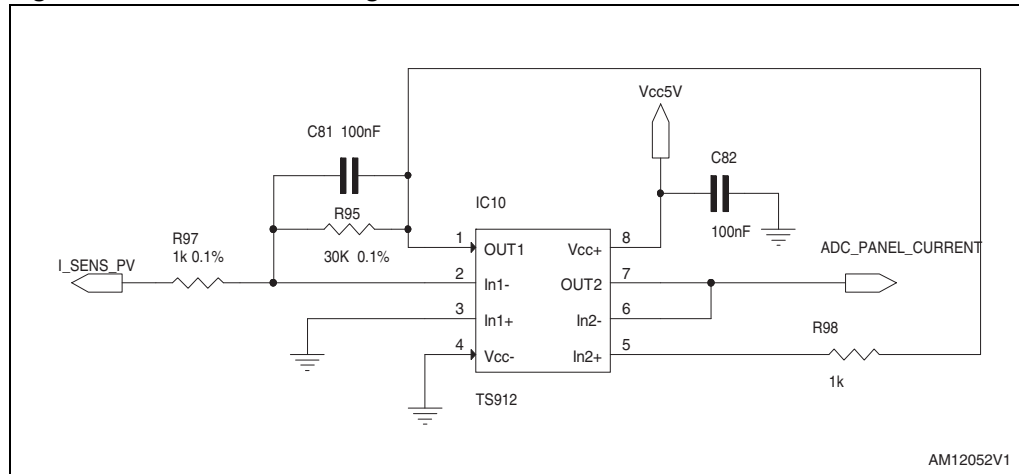 Vcc5V
C81 100nF
C82
IC10
R95
100nF
R97
1k 0.1%
30K 0.1%
I_SENS_PV
ADC_PANEL_CURRENT
1 OUT1 Vcc+ 8
2 In1- OUT2 7
3 In1+ In2- 6
4 Vcc- In2+ 5
R98
1k
TS912
AM12052V1